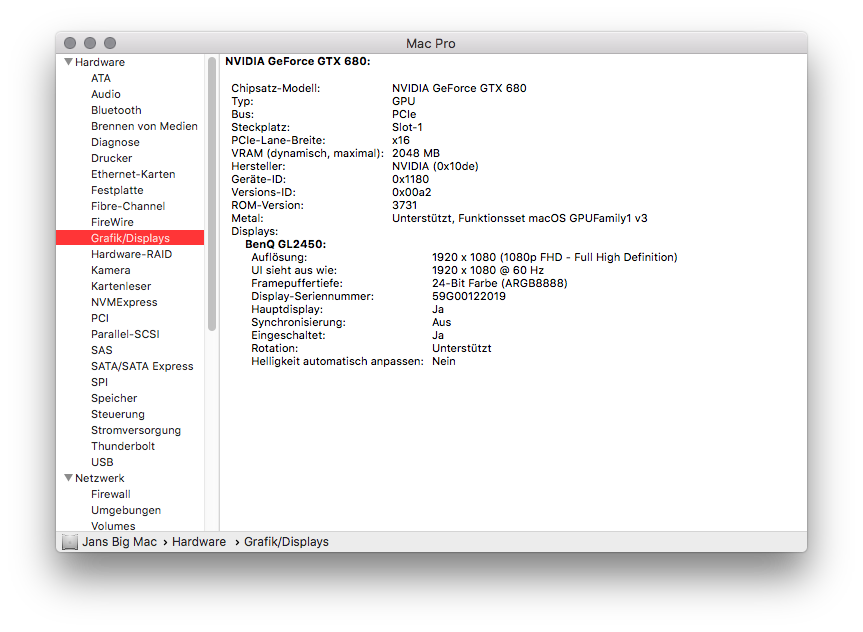 Mac Pro
Hardware
ATA
Audio
Bluetooth
Brennen von Medien
Diagnose
Drucker
Ethernet-Karten
Festplatte
Fibre-Channel
FireWire
Grafik/Displays
Hardware-RAID
Kamera
Kartenleser
NVMExpress
PCI
Parallel-SCSI
SAS
SATA/SATA Express
SPI
Speicher
Steuerung
Stromversorgung
Thunderbolt
USB
Netzwerk
Firewall
Umgebungen
Volumes
NVIDIA GeForce GTX 680:
Chipsatz-Modell: NVIDIA GeForce GTX 680
Typ: GPU
Bus: PCIe
Steckplatz: Slot-1
PCIe-Lane-Breite: x16
VRAM (dynamisch, maximal): 2048 MB
Hersteller: NVIDIA (0x10de)
Geräte-ID: 0x1180
Versions-ID: 0x00a2
ROM-Version: 3731
Metal: Unterstützt, Funktionsset macOS GPUFamily1 v3
Displays:
BenQ GL2450:
Auflösung: 1920 x 1080 (1080p FHD - Full High Definition)
UI sieht aus wie: 1920 x 1080 @ 60 Hz
Framepuffertiefe: 24-Bit Farbe (ARGB8888)
Display-Seriennummer: 59G00122019
Hauptdisplay: Ja
Synchronisierung: Aus
Eingeschaltet: Ja
Rotation: Unterstützt
Helligkeit automatisch anpassen: Nein
Jans Big Mac › Hardware › Grafik/Displays